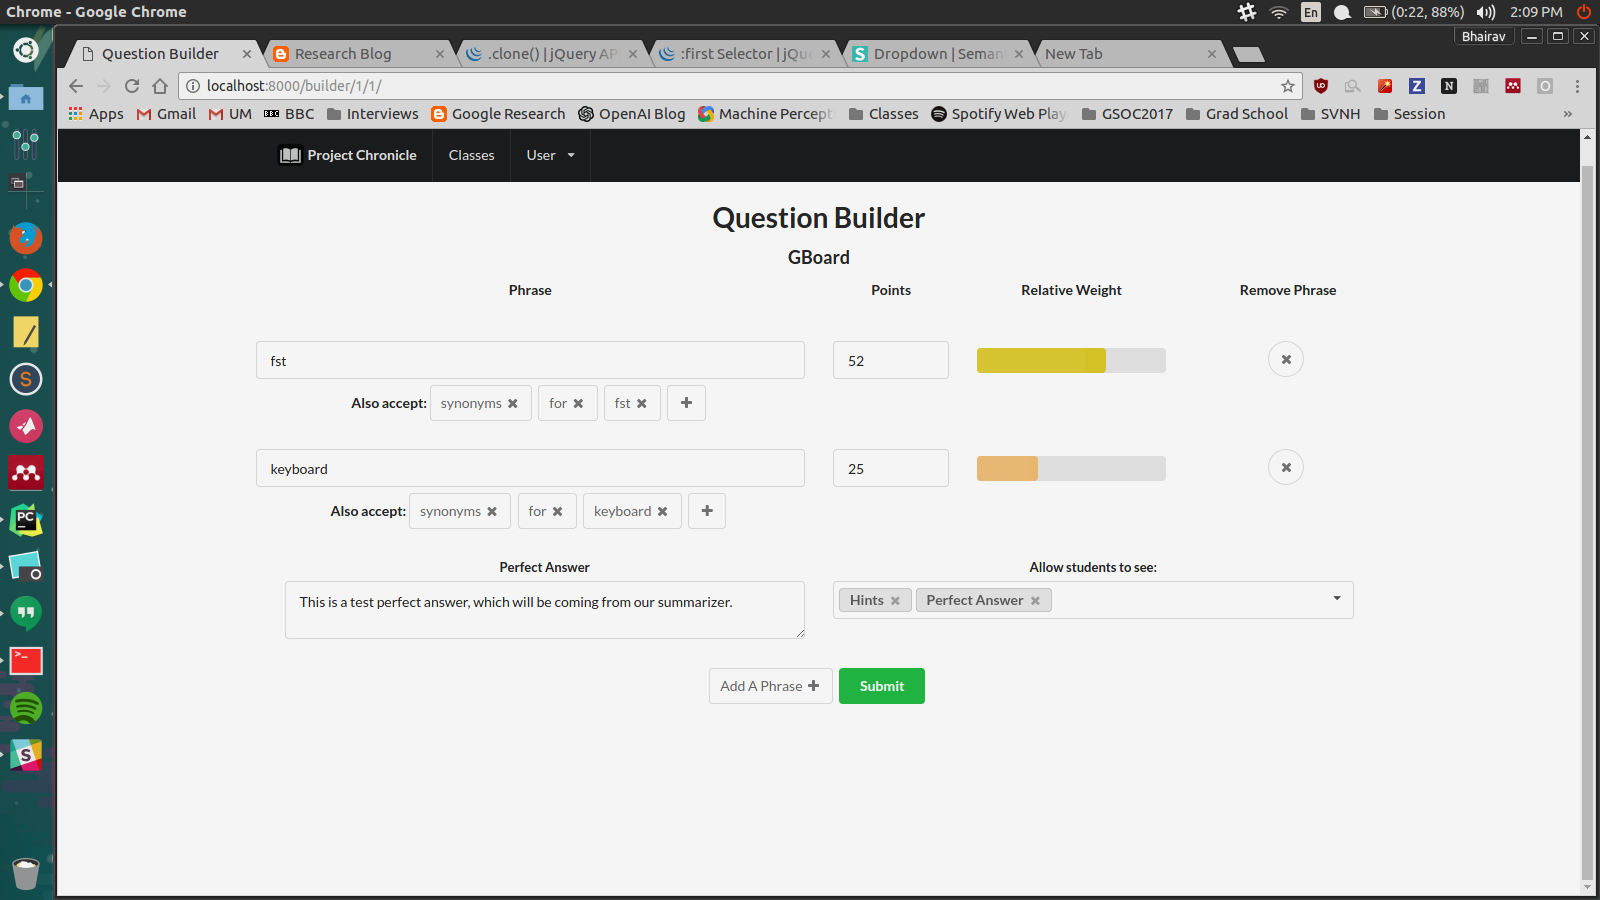 Chrome - Google Chrome
En (0:22, 88%) 2:09 PM
Bhairav
Question Builder Research Blog .clone() | jQuery AP :first Selector | jQu Dropdown | Seman New Tab
localhost:8000/builder/1/1/
Apps Gmail UM BBC Interviews Google Research OpenAI Blog Machine Percept Classes Spotify Web Play GSOC2017 Grad School SVNH Session »
Project Chronicle Classes User
Question Builder
GBoard
Phrase Points Relative Weight Remove Phrase
fst 52
Also accept: synonyms for fst
keyboard 25
Also accept: synonyms for keyboard
Perfect Answer Allow students to see:
This is a test perfect answer, which will be coming from our summarizer. Hints Perfect Answer
Add A Phrase Submit